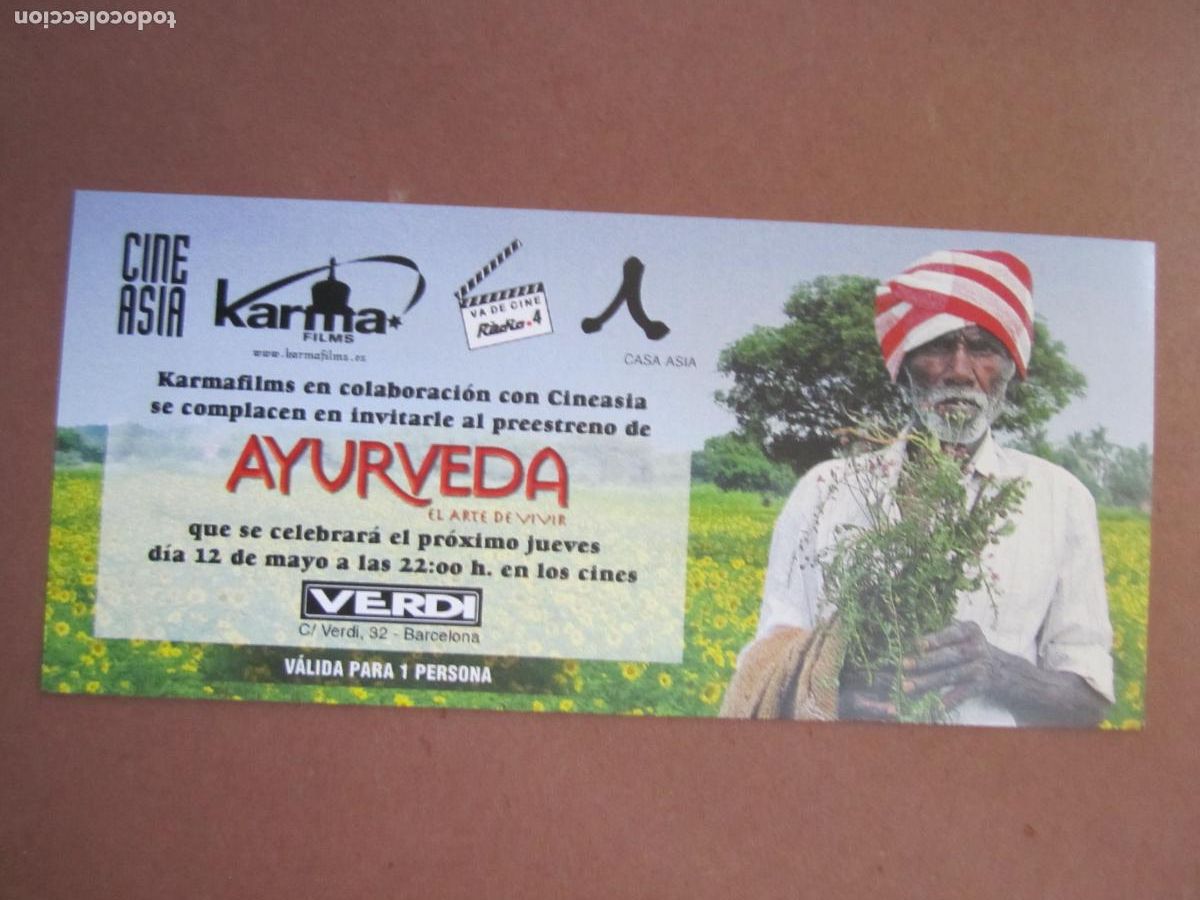 todocoleccion
CINE
ASIA
karma
FILMS
www.karmafilms.es
VA DE CINE
Ràdio.4
CASA ASIA
Karmafilms en colaboración con Cineasia
se complacen en invitarle al preestreno de
AYURVEDA
EL ARTE DE VIVIR
que se celebrará el próximo jueves
día 12 de mayo a las 22:00 h. en los cines
VERDI
C/ Verdi, 32 - Barcelona
VÁLIDA PARA 1 PERSONA